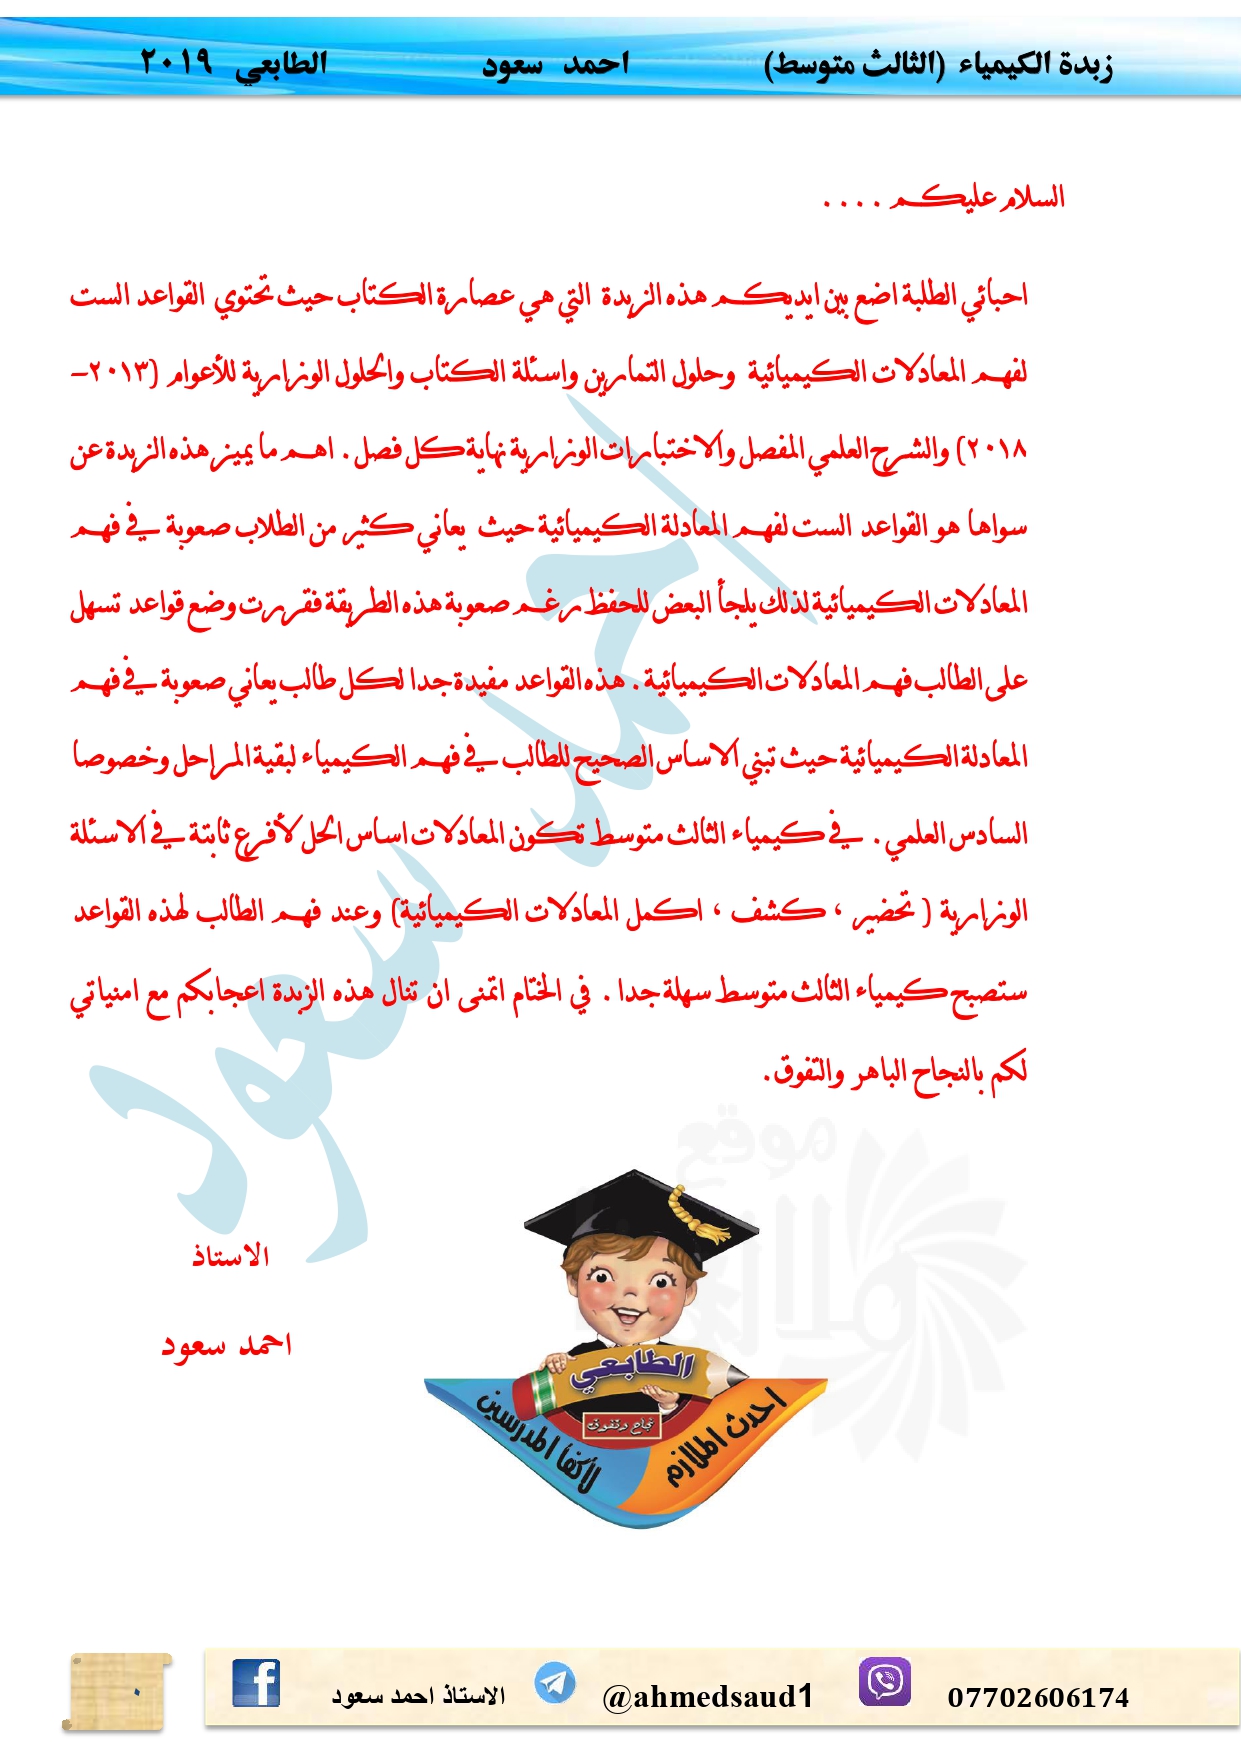 زبدة الكيمياء (الثالث متوسط) احمد سعود الطابعي ٢٠١٩
السلام عليكم . . . .
احبائي الطلبة اضع بين ايديكم هذه الزبدة التي هي عصارة الكتاب حيث تحتوي القواعد الست
لفهم المعادلات الكيميائية وحلول التمارين واسئلة الكتاب والحلول الوزارية للأعوام (٢٠١٣-
٢٠١٨) والشرح العلمي المفصل والاختبارات الوزارية نهاية كل فصل . اهم ما يميز هذه الزبدة عن
سواها هو القواعد الست لفهم المعادلة الكيميائية حيث يعاني كثير من الطلاب صعوبة في فهم
المعادلات الكيميائية لذلك يلجأ البعض للحفظ رغم صعوبة هذه الطريقة فقررت وضع قواعد تسهل
على الطالب فهم المعادلات الكيميائية . هذه القواعد مفيدة جدا لكل طالب يعاني صعوبة في فهم
المعادلة الكيميائية حيث تبني الاساس الصحيح للطالب في فهم الكيمياء لبقية المراحل وخصوصا
السادس العلمي . في كيمياء الثالث متوسط تكون المعادلات اساس الحل لأفرع ثابتة في الاسئلة
الوزارية ( تحضير ، كشف ، اكمل المعادلات الكيميائية) وعند فهم الطالب لهذه القواعد
ستصبح كيمياء الثالث متوسط سهلة جدا . في الختام اتمنى ان تنال هذه الزبدة اعجابكم مع امنياتي
لكم بالنجاح الباهر والتفوق .
احمد سعود
موقع
ملازمنا
الاستاذ
احمد سعود
الطابعي
نجاح وتفوق
احدث الملازم
لأكفأ المدرسين
٠
الاستاذ احمد سعود
@ahmedsaud1
07702606174